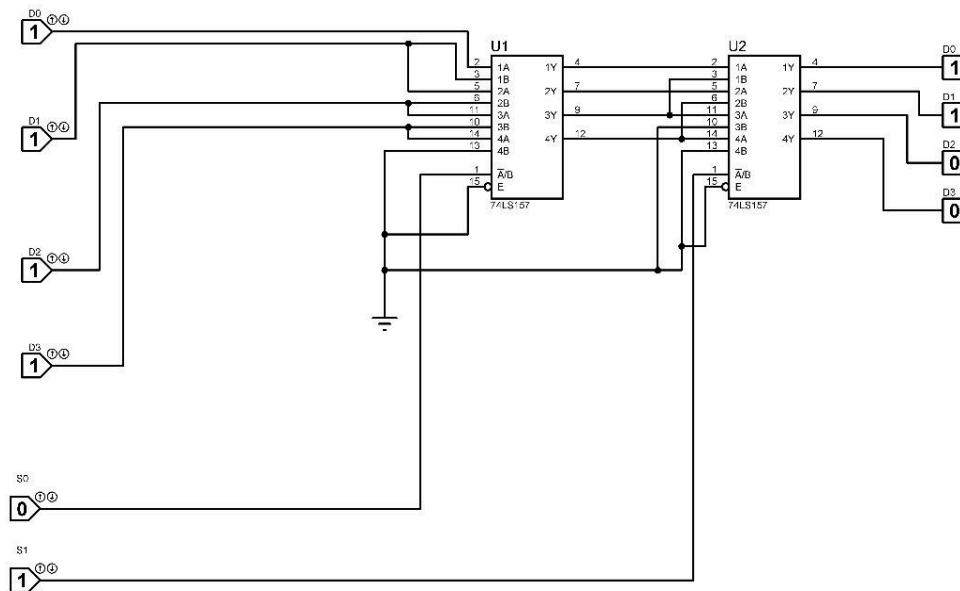 D0
1
D1
1
D2
1
D3
1
S0
0
S1
1
U1
2 1A 1Y 4
3 1B
5 2A 2Y 7
6 2B
11 3A 3Y 9
10 3B
14 4A 4Y 12
13 4B
1 A̅/B
15 E
74LS157
U2
2 1A 1Y 4
3 1B
5 2A 2Y 7
6 2B
11 3A 3Y 9
10 3B
14 4A 4Y 12
13 4B
1 A̅/B
15 E
74LS157
D0
1
D1
1
D2
0
D3
0